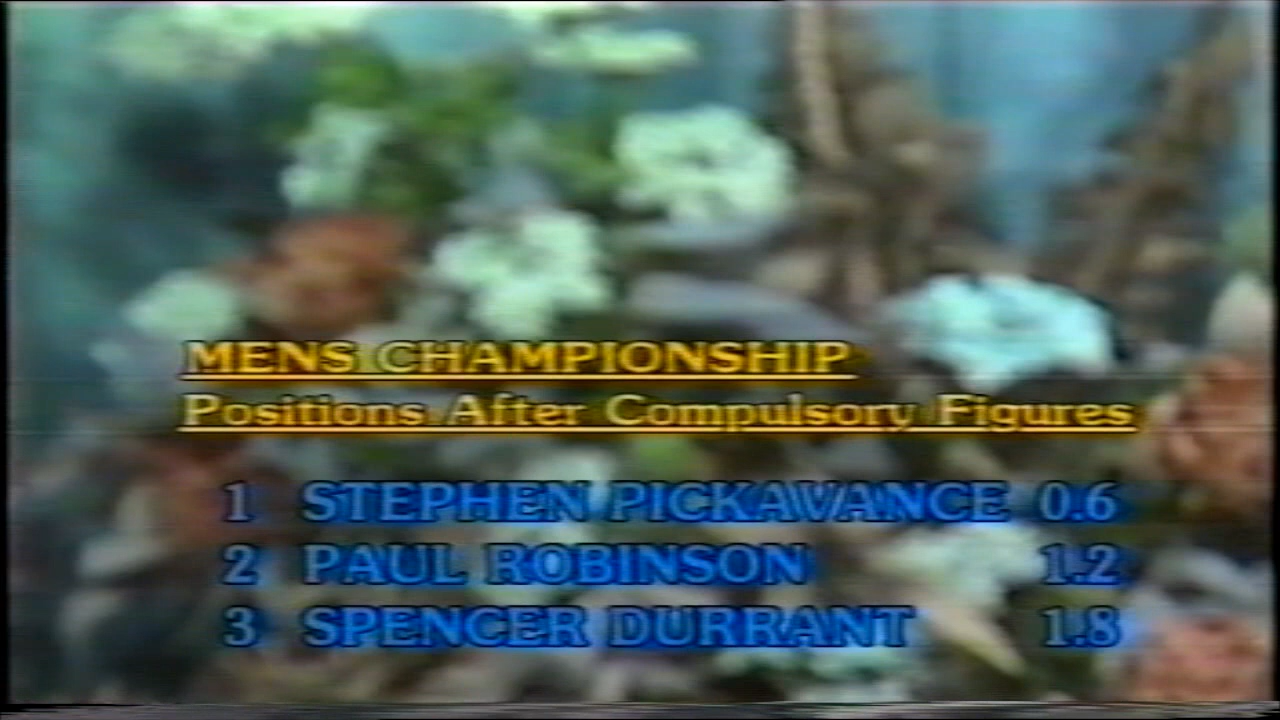 MENS CHAMPIONSHIP
Positions After Compulsory Figures
1 STEPHEN PICKAVANCE 0.6
2 PAUL ROBINSON 1.2
3 SPENCER DURRANT 1.8